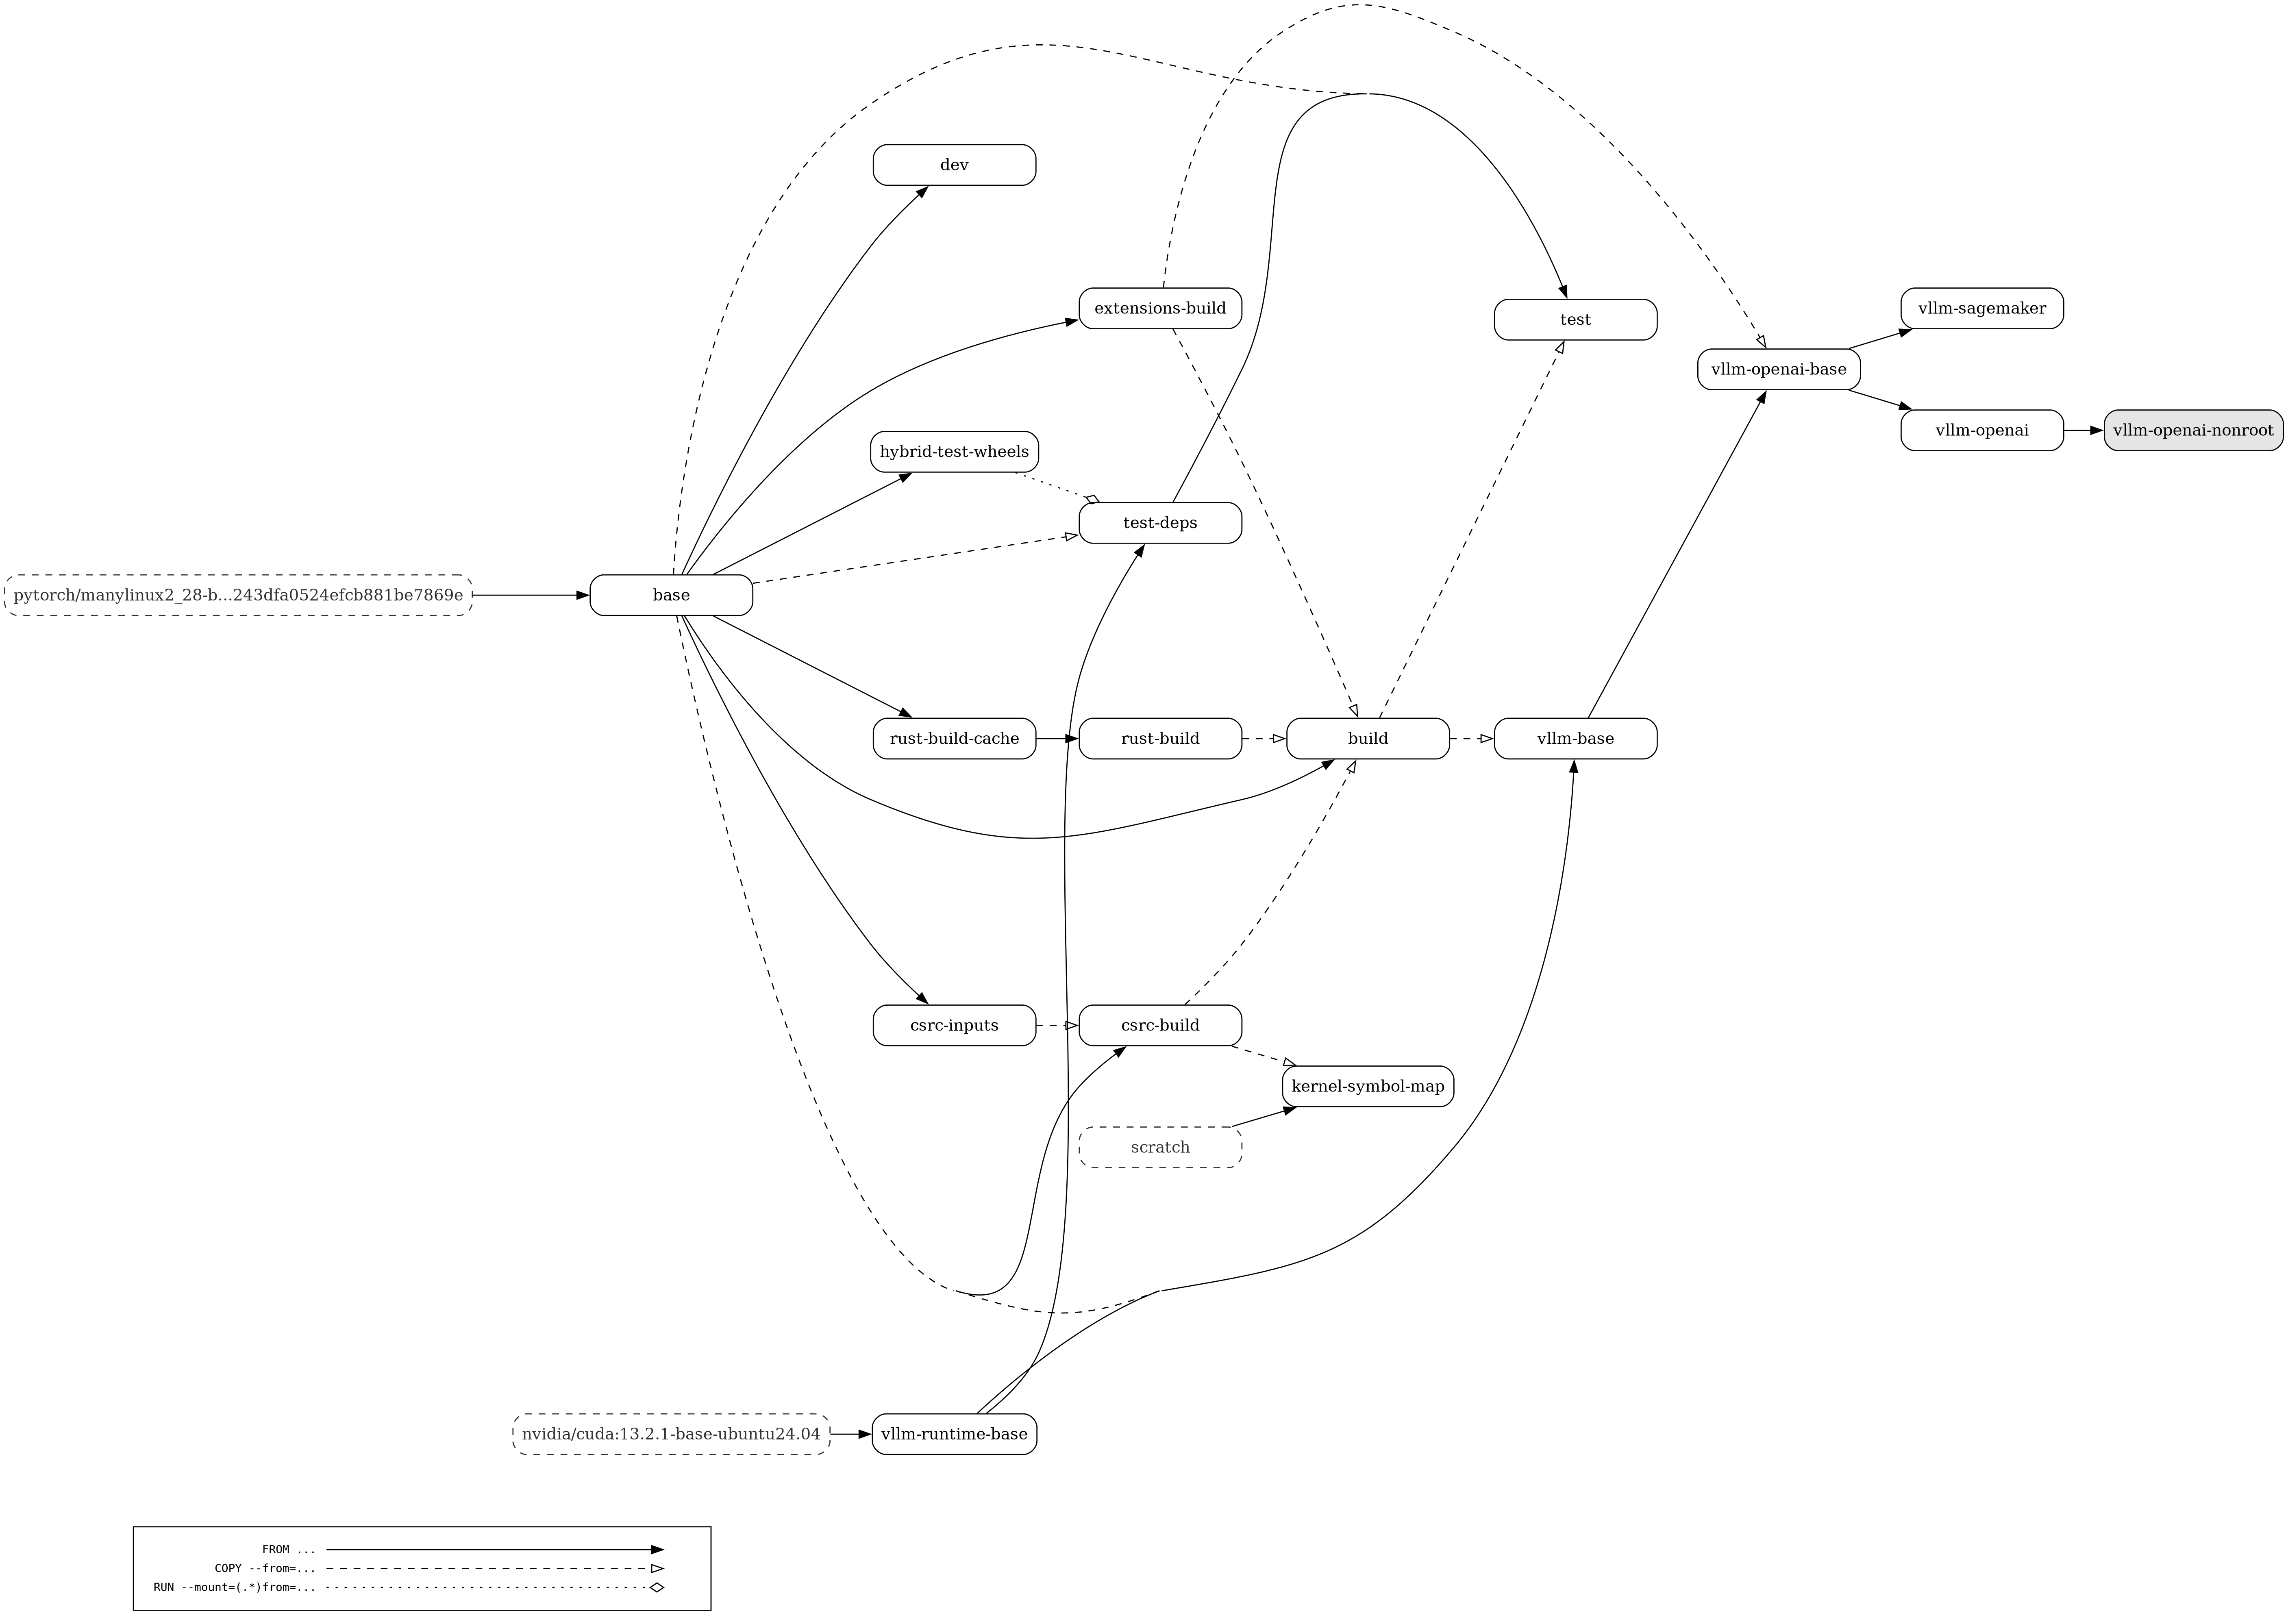 dev
extensions-build
test
vllm-sagemaker
vllm-openai-base
hybrid-test-wheels
vllm-openai
vllm-openai-nonroot
test-deps
pytorch/manylinux2_28-b...243dfa0524efcb881be7869e
base
rust-build-cache
rust-build
build
vllm-base
csrc-inputs
csrc-build
kernel-symbol-map
scratch
nvidia/cuda:13.2.1-base-ubuntu24.04
vllm-runtime-base
FROM ...
COPY --from=...
RUN --mount=(.*)from=...